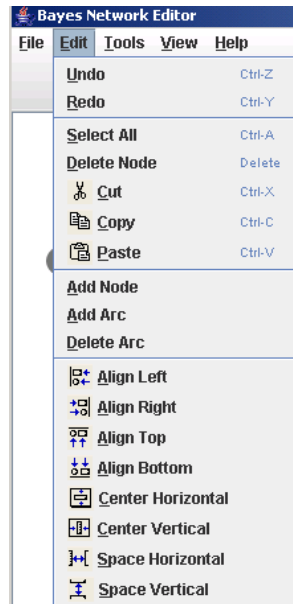 Bayes Network Editor
File Edit Tools View Help
Undo Ctrl-Z
Redo Ctrl-Y
Select All Ctrl-A
Delete Node Delete
Cut Ctrl-X
Copy Ctrl-C
Paste Ctrl-V
Add Node
Add Arc
Delete Arc
Align Left
Align Right
Align Top
Align Bottom
Center Horizontal
Center Vertical
Space Horizontal
Space Vertical